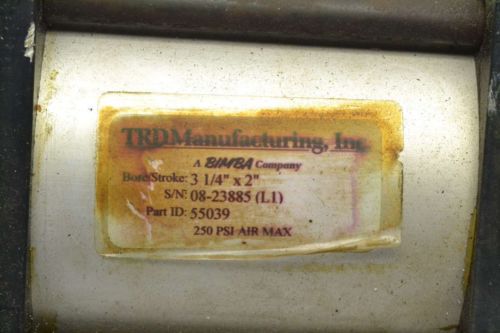 TRD Manufacturing, Inc.
A BIMBA Company
Bore/Stroke: 3 1/4" x 2"
S/N: 08-23885 (L1)
Part ID: 55039
250 PSI AIR MAX